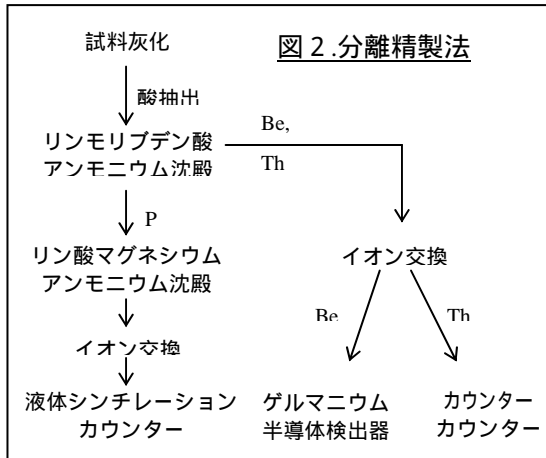 図2.分離精製法
試料灰化
酸抽出
リンモリブデン酸
アンモニウム沈殿
Be,
Th
P
リン酸マグネシウム
アンモニウム沈殿
イオン交換
液体シンチレーション
カウンター
イオン交換
Be
Th
ゲルマニウム
半導体検出器
カウンター
カウンター